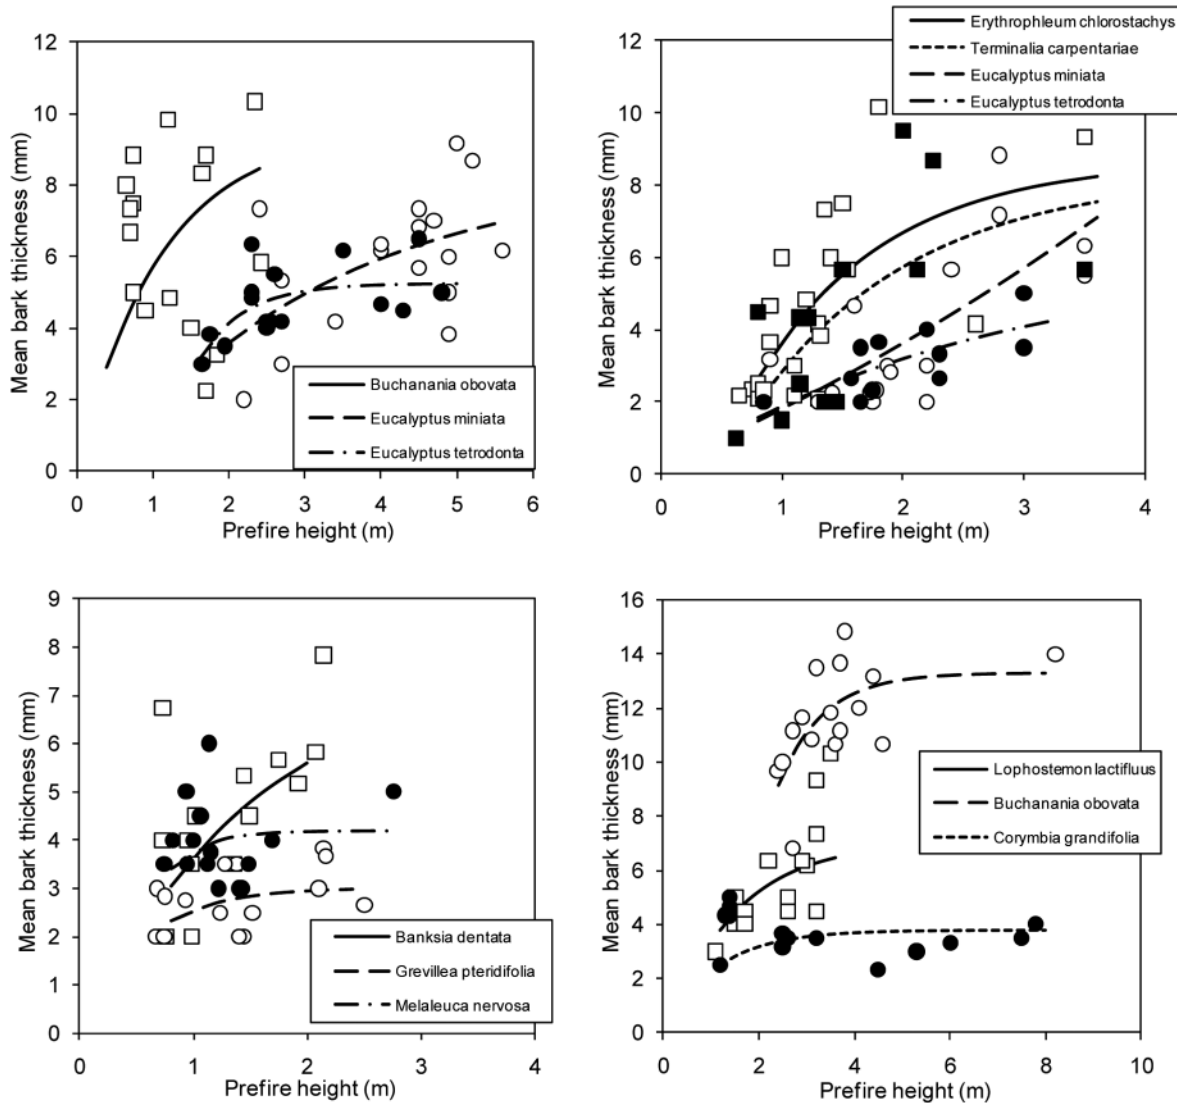 Mean bark thickness (mm)
12
10
8
6
4
2
0
0 1 2 3 4 5 6
Prefire height (m)
Buchanania obovata
Eucalyptus miniata
Eucalyptus tetrodonta
Mean bark thickness (mm)
12
10
8
6
4
2
0
0 1 2 3 4
Prefire height (m)
Erythrophleum chlorostachys
Terminalia carpentariae
Eucalyptus miniata
Eucalyptus tetrodonta
Mean bark thickness (mm)
9
8
7
6
5
4
3
2
1
0
0 1 2 3 4
Prefire height (m)
Banksia dentata
Grevillea pteridifolia
Melaleuca nervosa
Mean bark thickness (mm)
16
14
12
10
8
6
4
2
0
0 2 4 6 8 10
Prefire height (m)
Lophostemon lactifluus
Buchanania obovata
Corymbia grandifolia